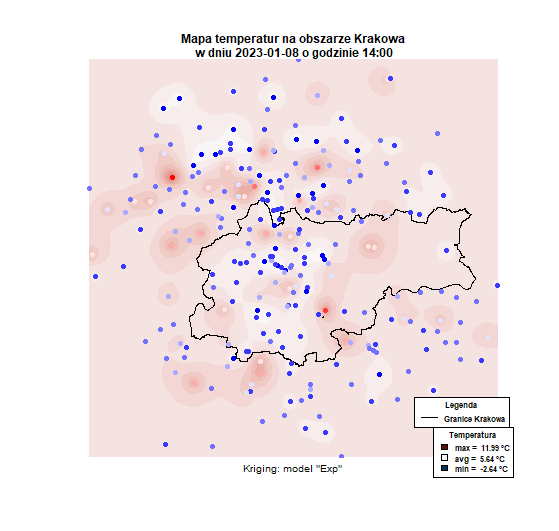 Mapa temperatur na obszarze Krakowa
w dniu 2023-01-08 o godzinie 14:00
Legenda
Granice Krakowa
Temperatura
max = 11.99 °C
avg = 5.64 °C
min = -2.64 °C
Kriging: model "Exp"